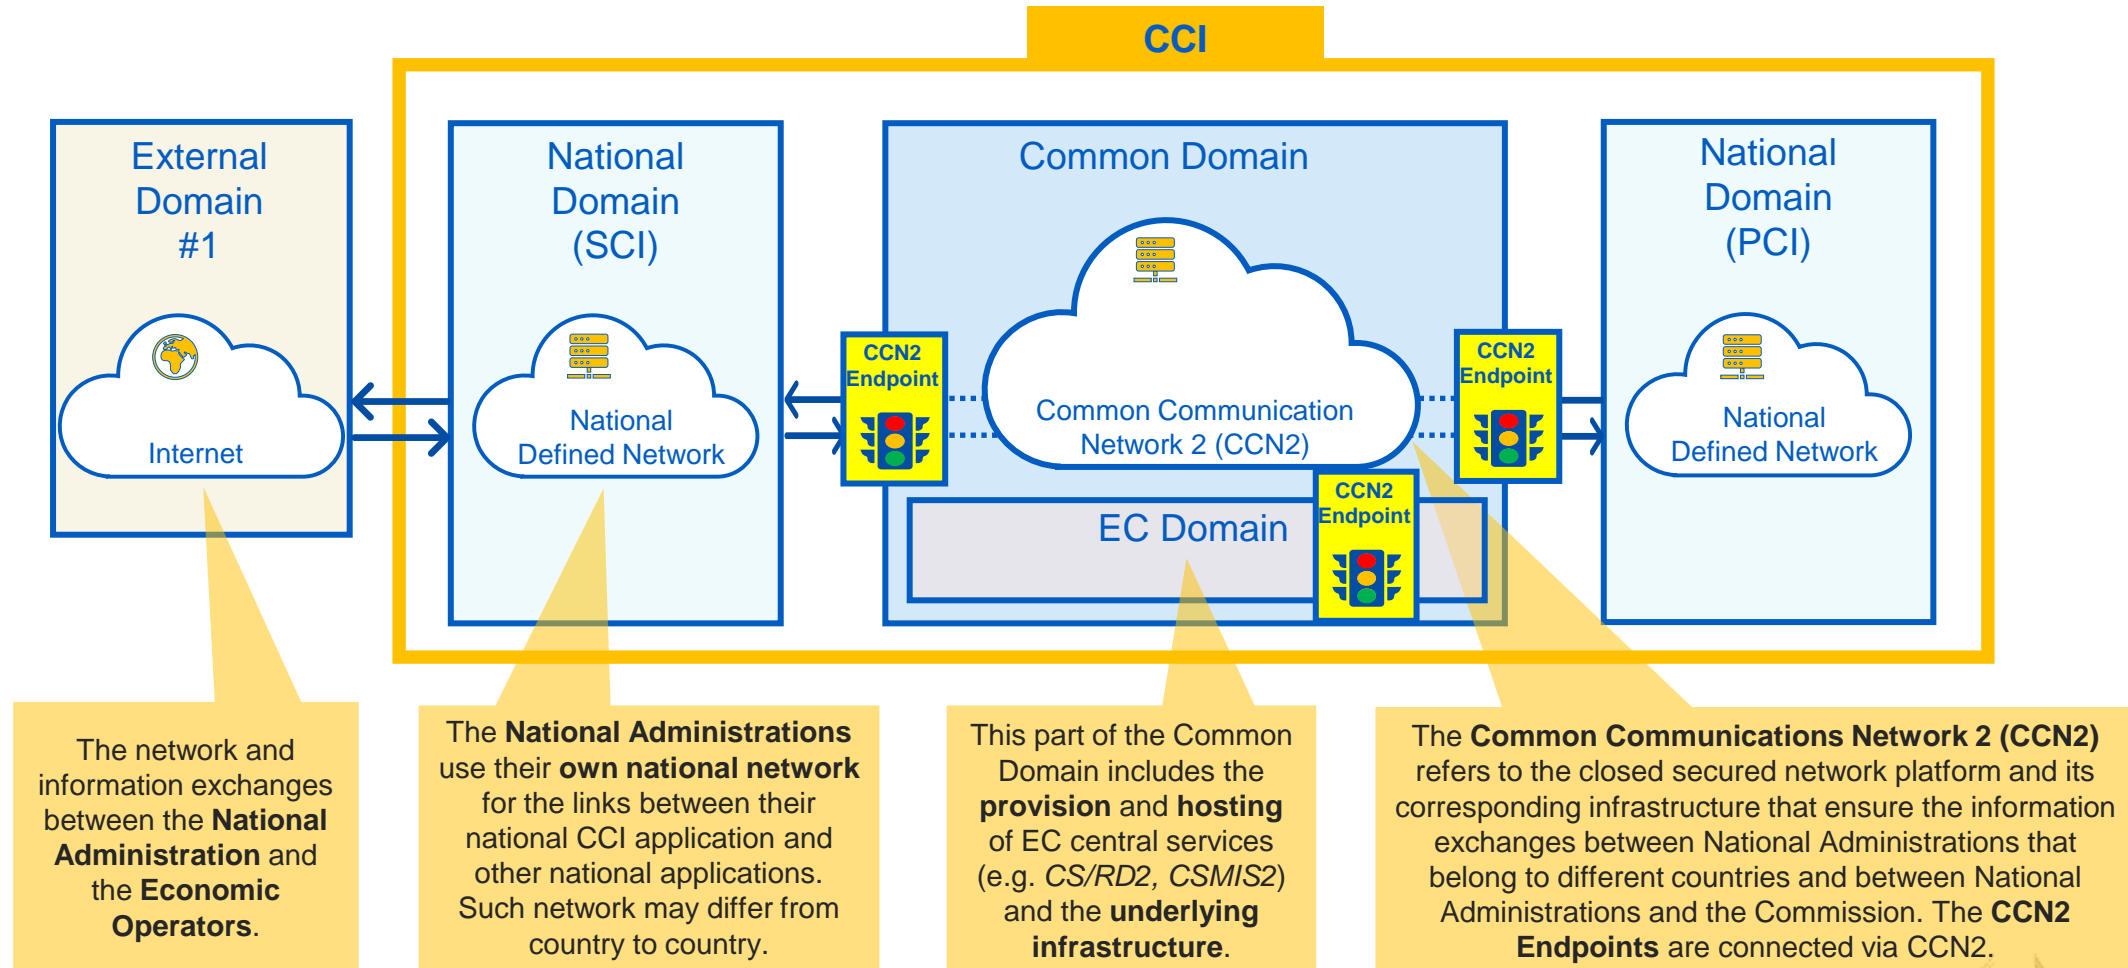 CCI
External
Domain
#1
Internet
National
Domain
(SCI)
National
Defined Network
CCN2
Endpoint
Common Domain
Common Communication
Network 2 (CCN2)
EC Domain
CCN2
Endpoint
CCN2
Endpoint
National
Domain
(PCI)
National
Defined Network
The network and
information exchanges
between the National
Administration and
the Economic
Operators.
The National Administrations
use their own national network
for the links between their
national CCI application and
other national applications.
Such network may differ from
country to country.
This part of the Common
Domain includes the
provision and hosting
of EC central services
(e.g. CS/RD2, CSMIS2)
and the underlying
infrastructure.
The Common Communications Network 2 (CCN2)
refers to the closed secured network platform and its
corresponding infrastructure that ensure the information
exchanges between National Administrations that
belong to different countries and between National
Administrations and the Commission. The CCN2
Endpoints are connected via CCN2.